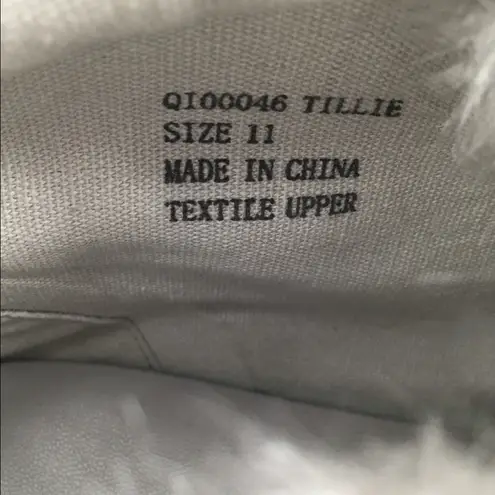 QI00046 TILLIE
SIZE 11
MADE IN CHINA
TEXTILE UPPER